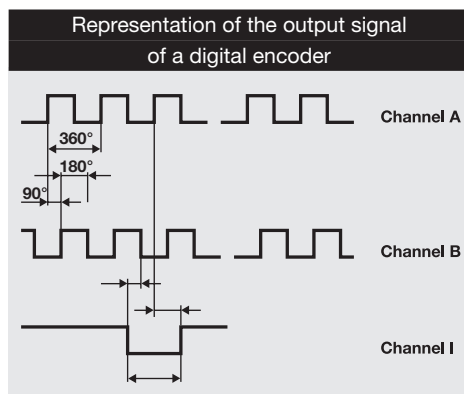 Representation of the output signal
of a digital encoder
Channel A
360°
180°
90°
Channel B
Channel I